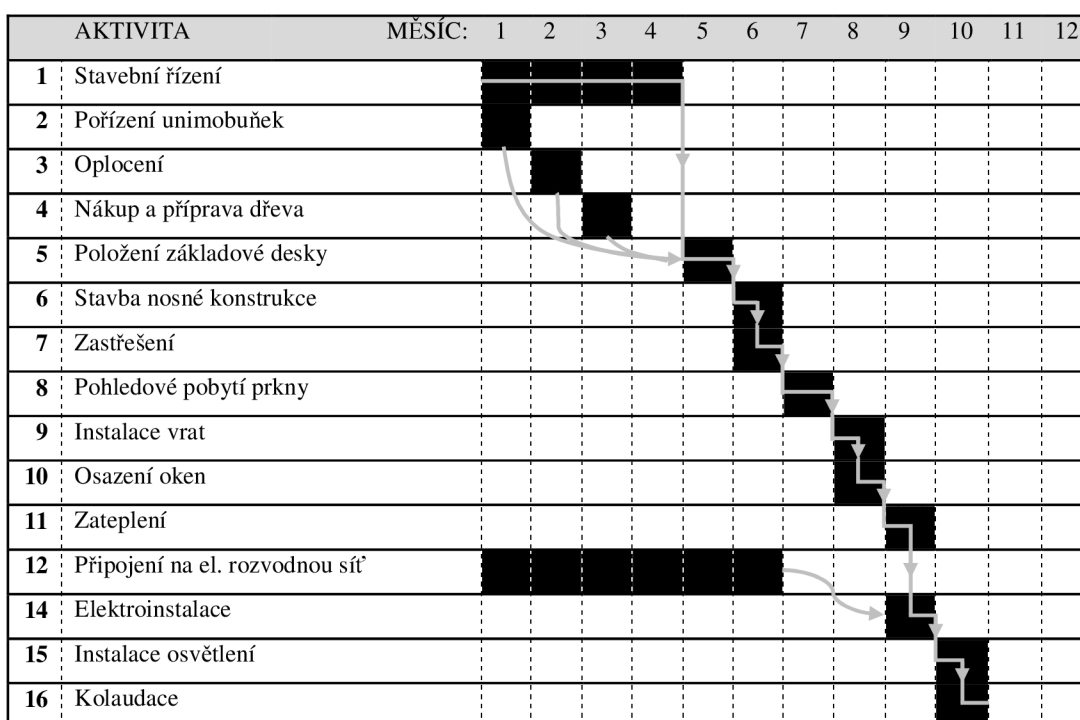 AKTIVITA MĚSÍC: 1 2 3 4 5 6 7 8 9 10 11 12
1 Stavební řízení
2 Pořízení unimobuňek
3 Oplocení
4 Nákup a příprava dřeva
5 Položení základové desky
6 Stavba nosné konstrukce
7 Zastřešení
8 Pohledové pobytí prkny
9 Instalace vrat
10 Osazení oken
11 Zateplení
12 Připojení na el. rozvodnou síť
14 Elektroinstalace
15 Instalace osvětlení
16 Kolaudace